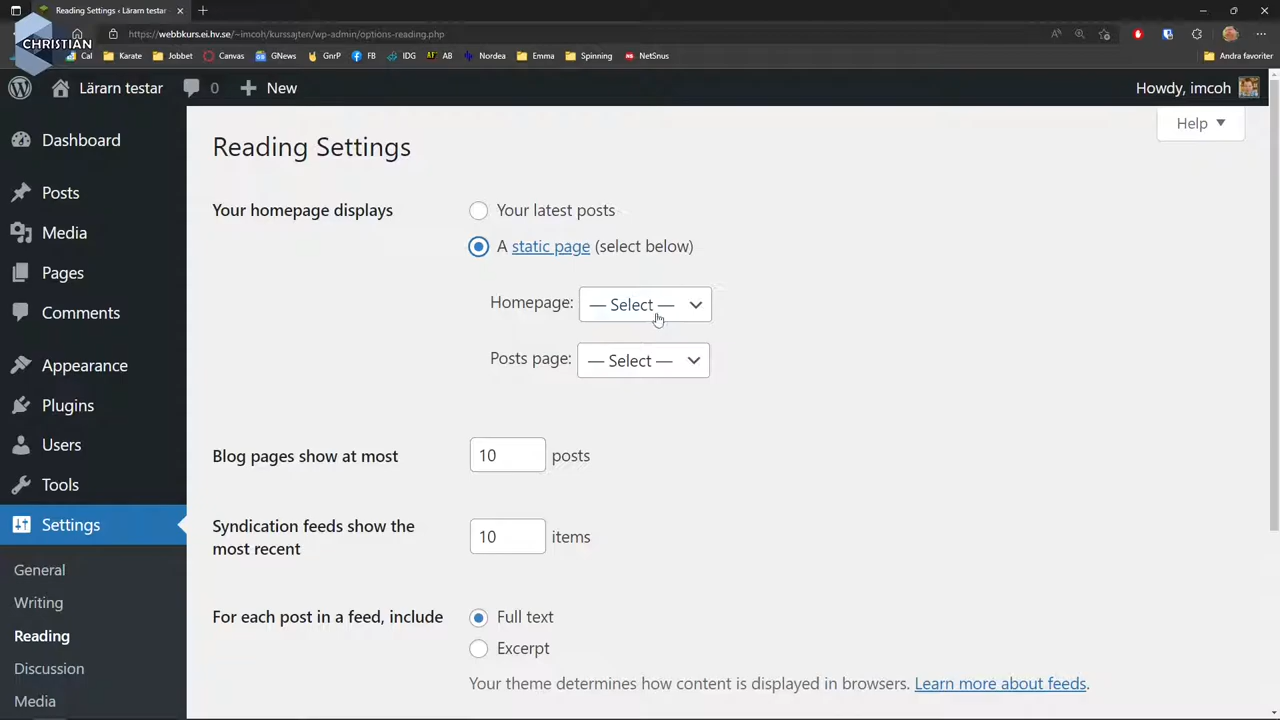 Reading Settings ‹ Lärarn testar
CHRISTIAN
https://webbkurs.ei.hv.se/~imcoh/kurssajten/wp-admin/options-reading.php
Cal Karate Jobbet Canvas GNews GnrP FB IDG AB Nordea Emma Spinning NetSnus Andra favoriter
Lärarn testar 0 New Howdy, imcoh
Help
Reading Settings
Dashboard
Posts
Media
Pages
Comments
Appearance
Plugins
Users
Tools
Settings
General
Writing
Reading
Discussion
Media
Your homepage displays
Your latest posts
A static page (select below)
Homepage: — Select —
Posts page: — Select —
Blog pages show at most 10 posts
Syndication feeds show the
most recent
10 items
For each post in a feed, include
Full text
Excerpt
Your theme determines how content is displayed in browsers. Learn more about feeds.